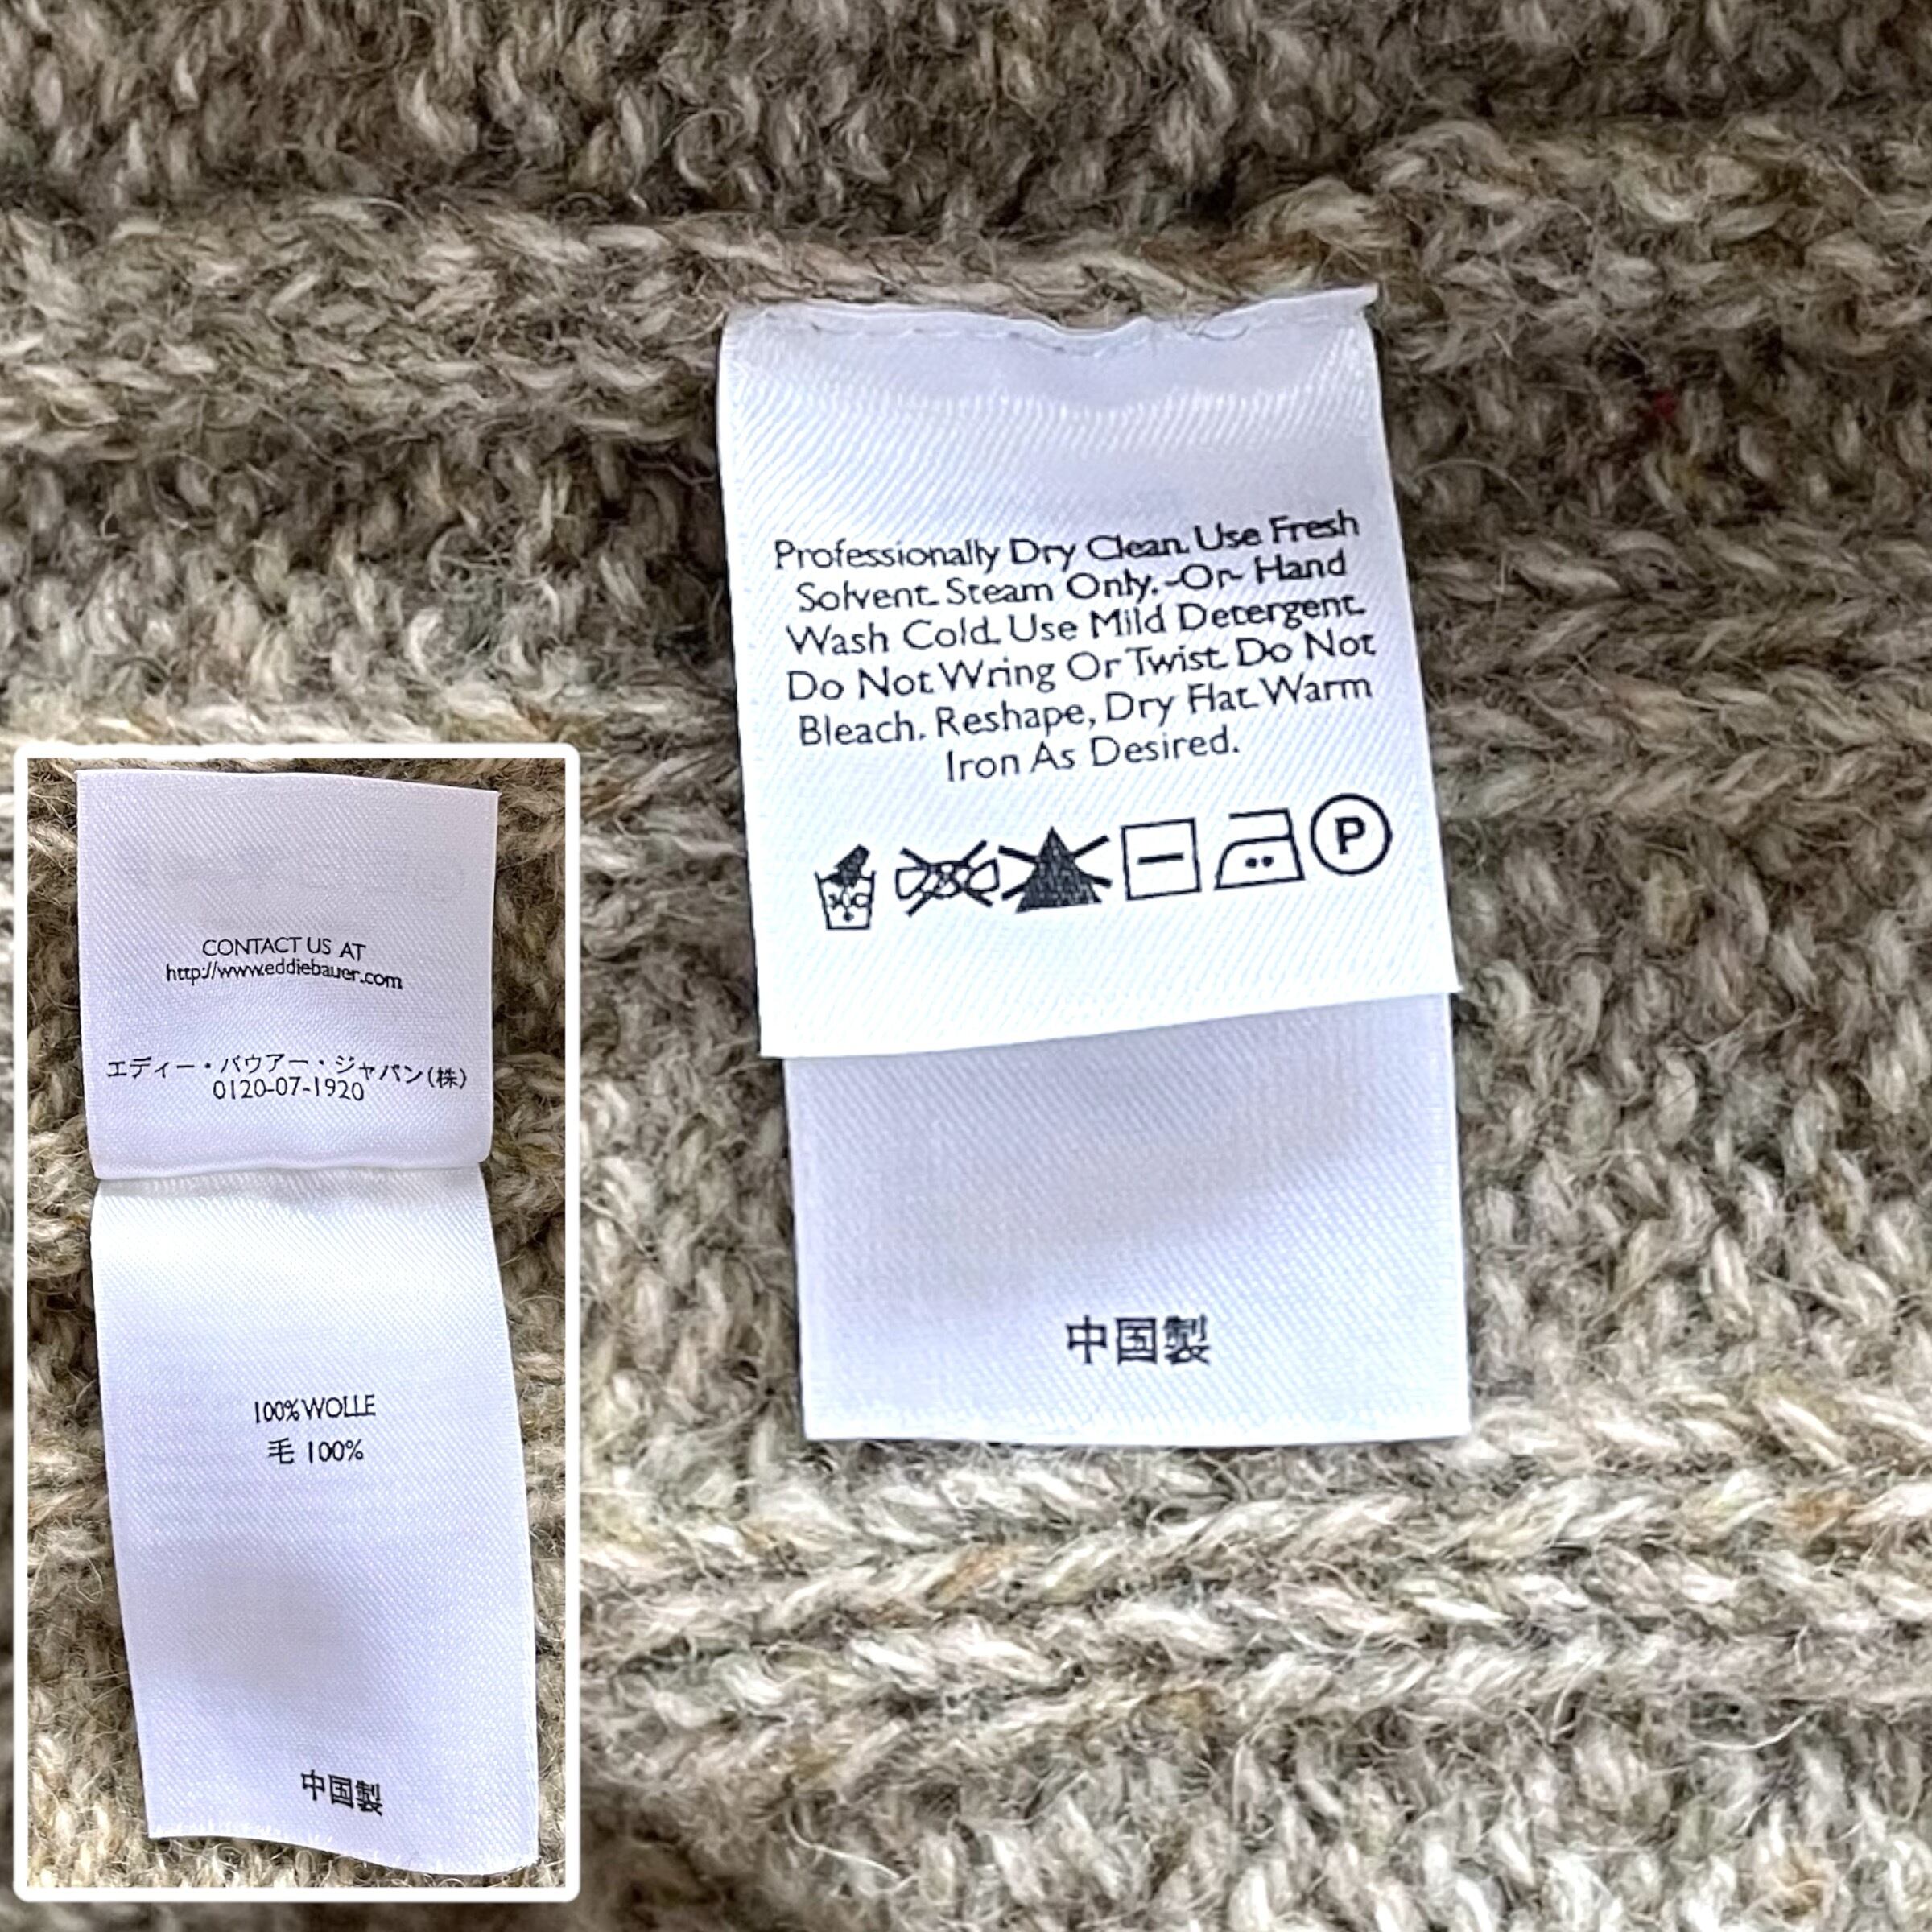 Professionally Dry Clean. Use Fresh
Solvent. Steam Only. -Or- Hand
Wash Cold. Use Mild Detergent.
Do Not Wring Or Twist. Do Not
Bleach. Reshape, Dry Flat. Warm
Iron As Desired.
30
P
中国製
CONTACT US AT
http://www.eddiebauer.com
エディー・バウアー・ジャパン(株)
0120-07-1920
100% WOLLE
毛 100%
中国製